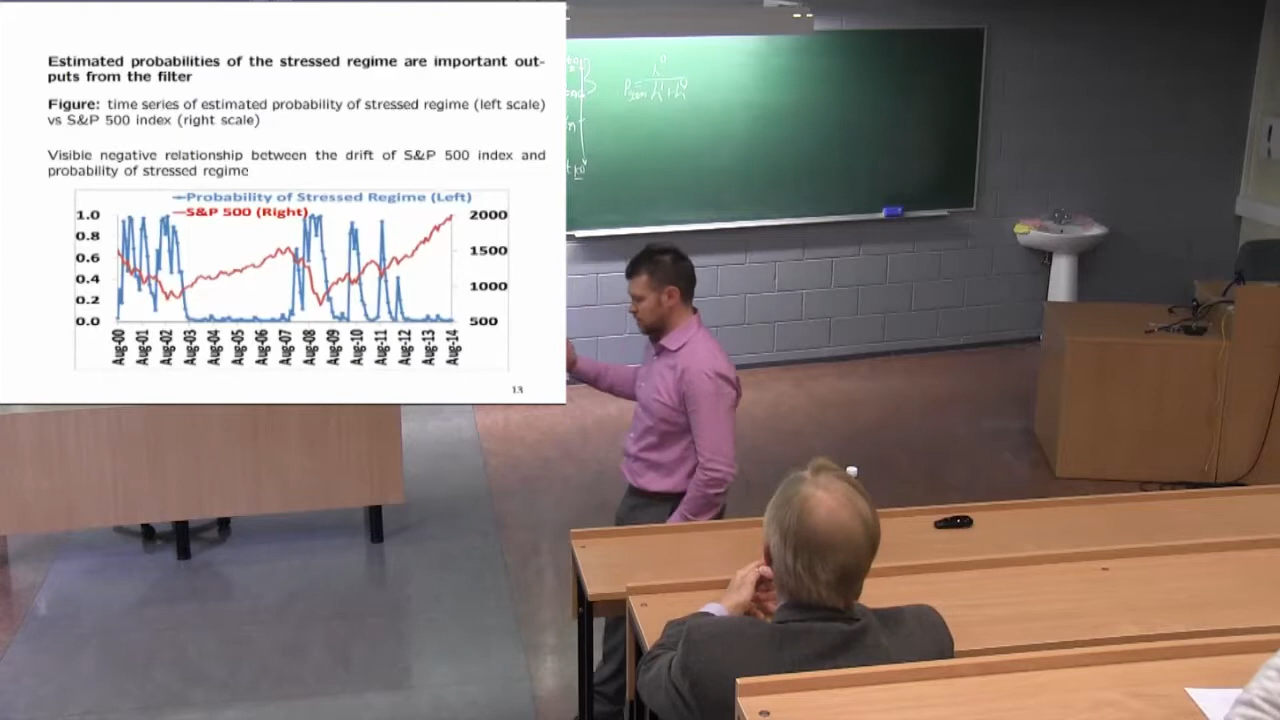 Estimated probabilities of the stressed regime are important out-
puts from the filter
Figure: time series of estimated probability of stressed regime (left scale)
vs S&P 500 index (right scale)
Visible negative relationship between the drift of S&P 500 index and
probability of stressed regime
Probability of Stressed Regime (Left)
S&P 500 (Right)
1.0
0.8
0.6
0.4
0.2
0.0
2000
1500
1000
500
Aug-00
Aug-01
Aug-02
Aug-03
Aug-04
Aug-05
Aug-06
Aug-07
Aug-08
Aug-09
Aug-10
Aug-11
Aug-12
Aug-13
Aug-14
13